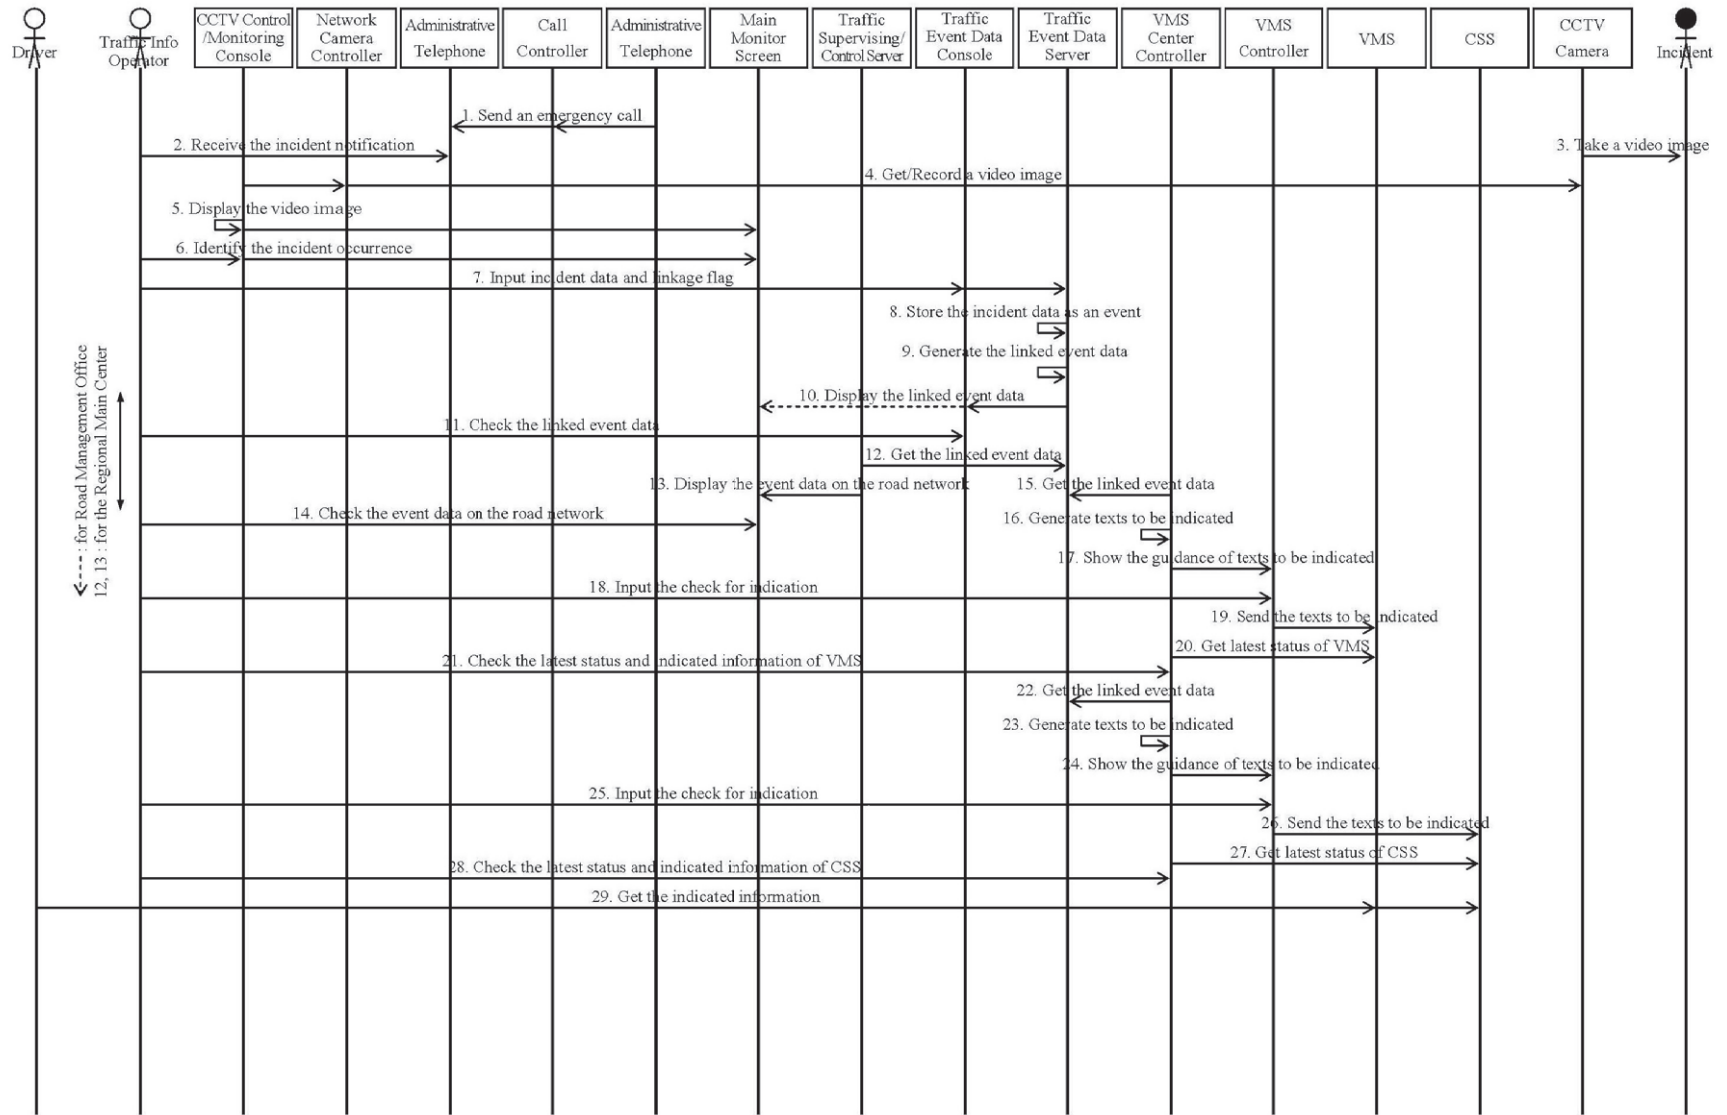 Driver
Traffic Info
Operator
CCTV Control
/Monitoring
Console
Network
Camera
Controller
Administrative
Telephone
Call
Controller
Administrative
Telephone
Main
Monitor
Screen
Traffic
Supervising/
Control Server
Traffic
Event Data
Console
Traffic
Event Data
Server
VMS
Center
Controller
VMS
Controller
VMS
CSS
CCTV
Camera
Incident
1. Send an emergency call
2. Receive the incident notification
3. Take a video image
4. Get/Record a video image
5. Display the video image
6. Identify the incident occurrence
7. Input incident data and linkage flag
8. Store the incident data as an event
9. Generate the linked event data
10. Display the linked event data
11. Check the linked event data
12. Get the linked event data
13. Display the event data on the road network
15. Get the linked event data
14. Check the event data on the road network
16. Generate texts to be indicated
17. Show the guidance of texts to be indicated
18. Input the check for indication
19. Send the texts to be indicated
20. Get latest status of VMS
21. Check the latest status and indicated information of VMS
22. Get the linked event data
23. Generate texts to be indicated
24. Show the guidance of texts to be indicated
25. Input the check for indication
26. Send the texts to be indicated
27. Get latest status of CSS
28. Check the latest status and indicated information of CSS
29. Get the indicated information
: for Road Management Office
12, 13 : for the Regional Main Center